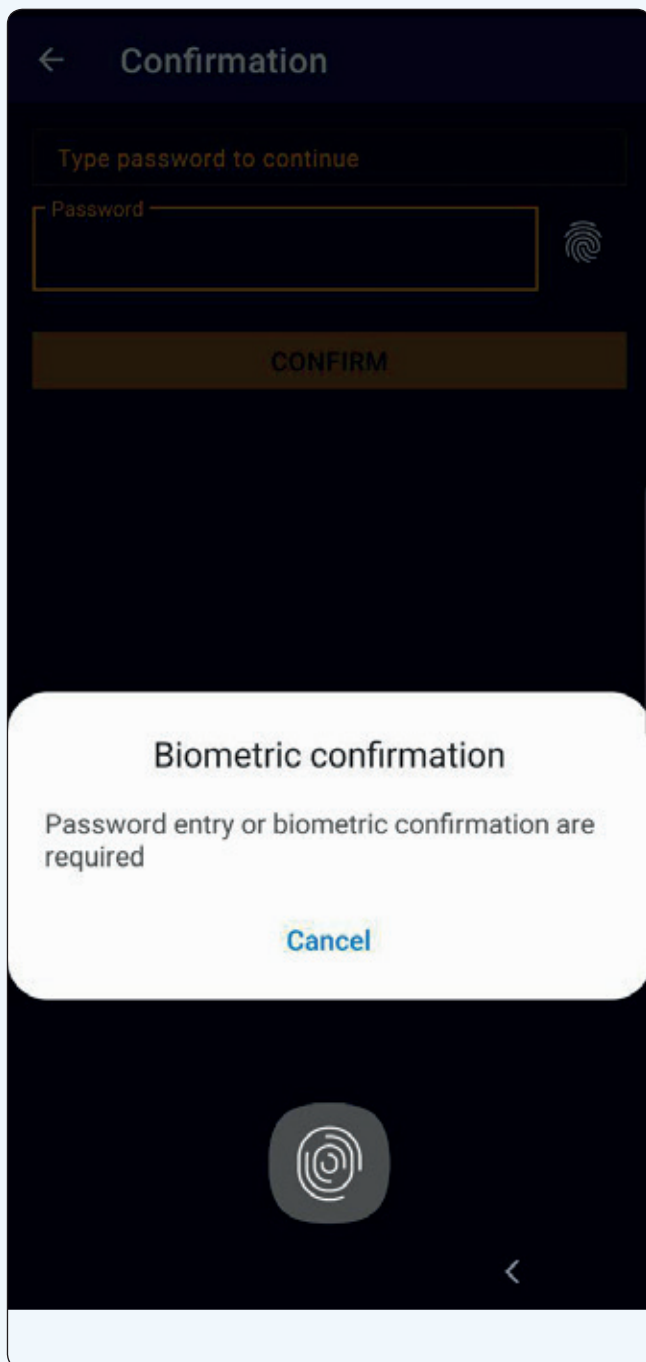 Confirmation
Type password to continue
Password
CONFIRM
Biometric confirmation
Password entry or biometric confirmation are
required
Cancel